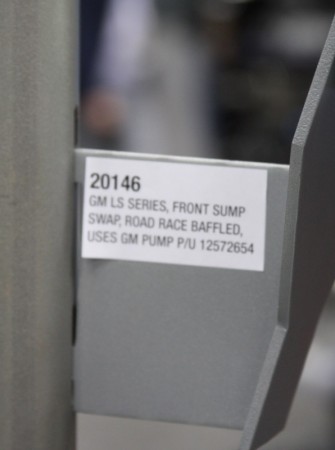 20146
GM LS SERIES, FRONT SUMP
SWAP, ROAD RACE BAFFLED,
USES GM PUMP P/U 12572654